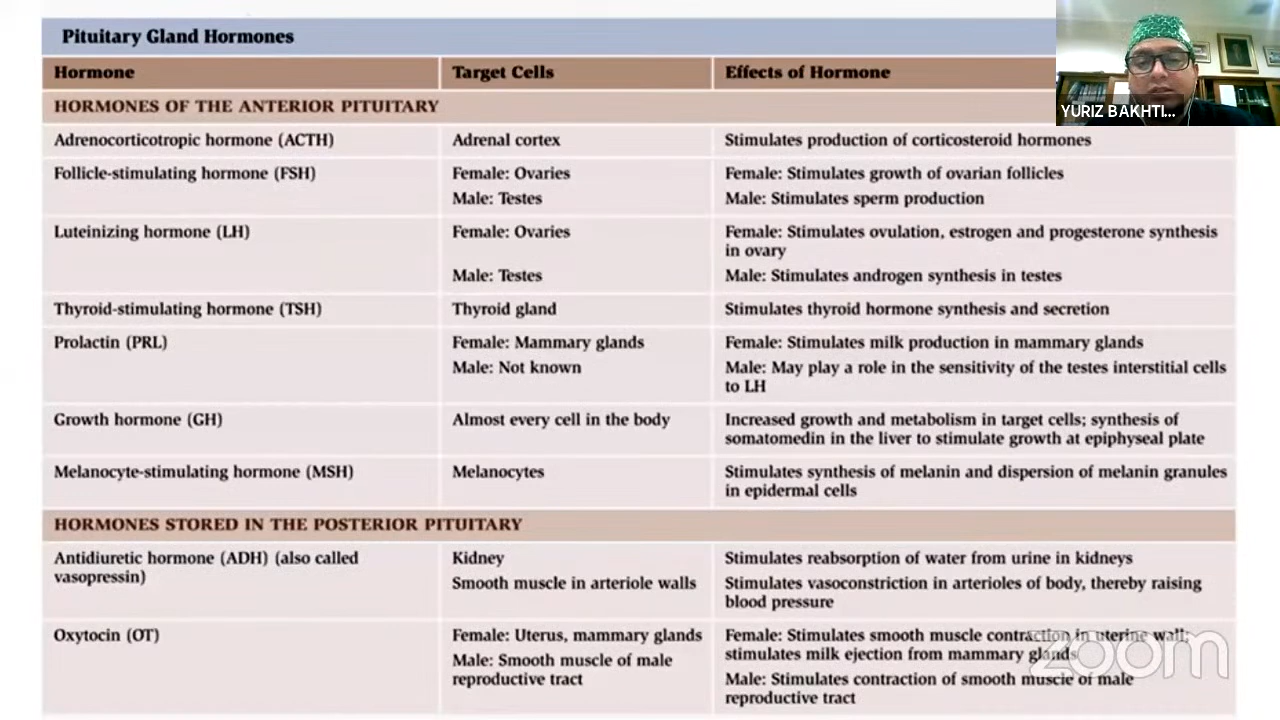 Pituitary Gland Hormones
Hormone Target Cells Effects of Hormone
YURIZ BAKHTI...
HORMONES OF THE ANTERIOR PITUITARY
Adrenocorticotropic hormone (ACTH) Adrenal cortex Stimulates production of corticosteroid hormones
Follicle-stimulating hormone (FSH) Female: Ovaries Female: Stimulates growth of ovarian follicles
Male: Testes Male: Stimulates sperm production
Luteinizing hormone (LH) Female: Ovaries Female: Stimulates ovulation, estrogen and progesterone synthesis
in ovary
Male: Testes Male: Stimulates androgen synthesis in testes
Thyroid-stimulating hormone (TSH) Thyroid gland Stimulates thyroid hormone synthesis and secretion
Prolactin (PRL) Female: Mammary glands Female: Stimulates milk production in mammary glands
Male: Not known Male: May play a role in the sensitivity of the testes interstitial cells
to LH
Growth hormone (GH) Almost every cell in the body Increased growth and metabolism in target cells; synthesis of
somatomedin in the liver to stimulate growth at epiphyseal plate
Melanocyte-stimulating hormone (MSH) Melanocytes Stimulates synthesis of melanin and dispersion of melanin granules
in epidermal cells
HORMONES STORED IN THE POSTERIOR PITUITARY
Antidiuretic hormone (ADH) (also called Kidney Stimulates reabsorption of water from urine in kidneys
vasopressin) Smooth muscle in arteriole walls Stimulates vasoconstriction in arterioles of body, thereby raising
blood pressure
Oxytocin (OT) Female: Uterus, mammary glands Female: Stimulates smooth muscle contraction in uterine wall;
stimulates milk ejection from mammary glands
Male: Smooth muscle of male Male: Stimulates contraction of smooth muscle of male
reproductive tract reproductive tract
zoom